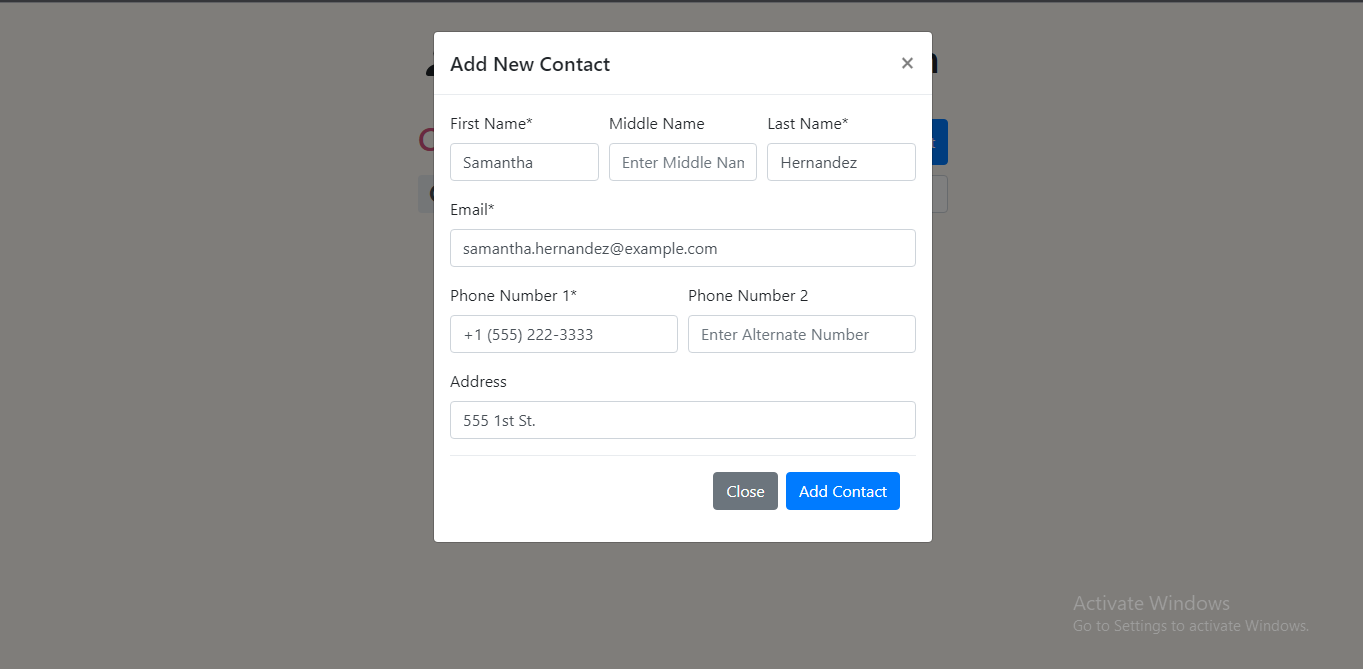 Add New Contact ×
First Name* Middle Name Last Name*
Samantha Enter Middle Nan Hernandez
Email*
samantha.hernandez@example.com
Phone Number 1* Phone Number 2
+1 (555) 222-3333 Enter Alternate Number
Address
555 1st St.
Close Add Contact
Activate Windows
Go to Settings to activate Windows.